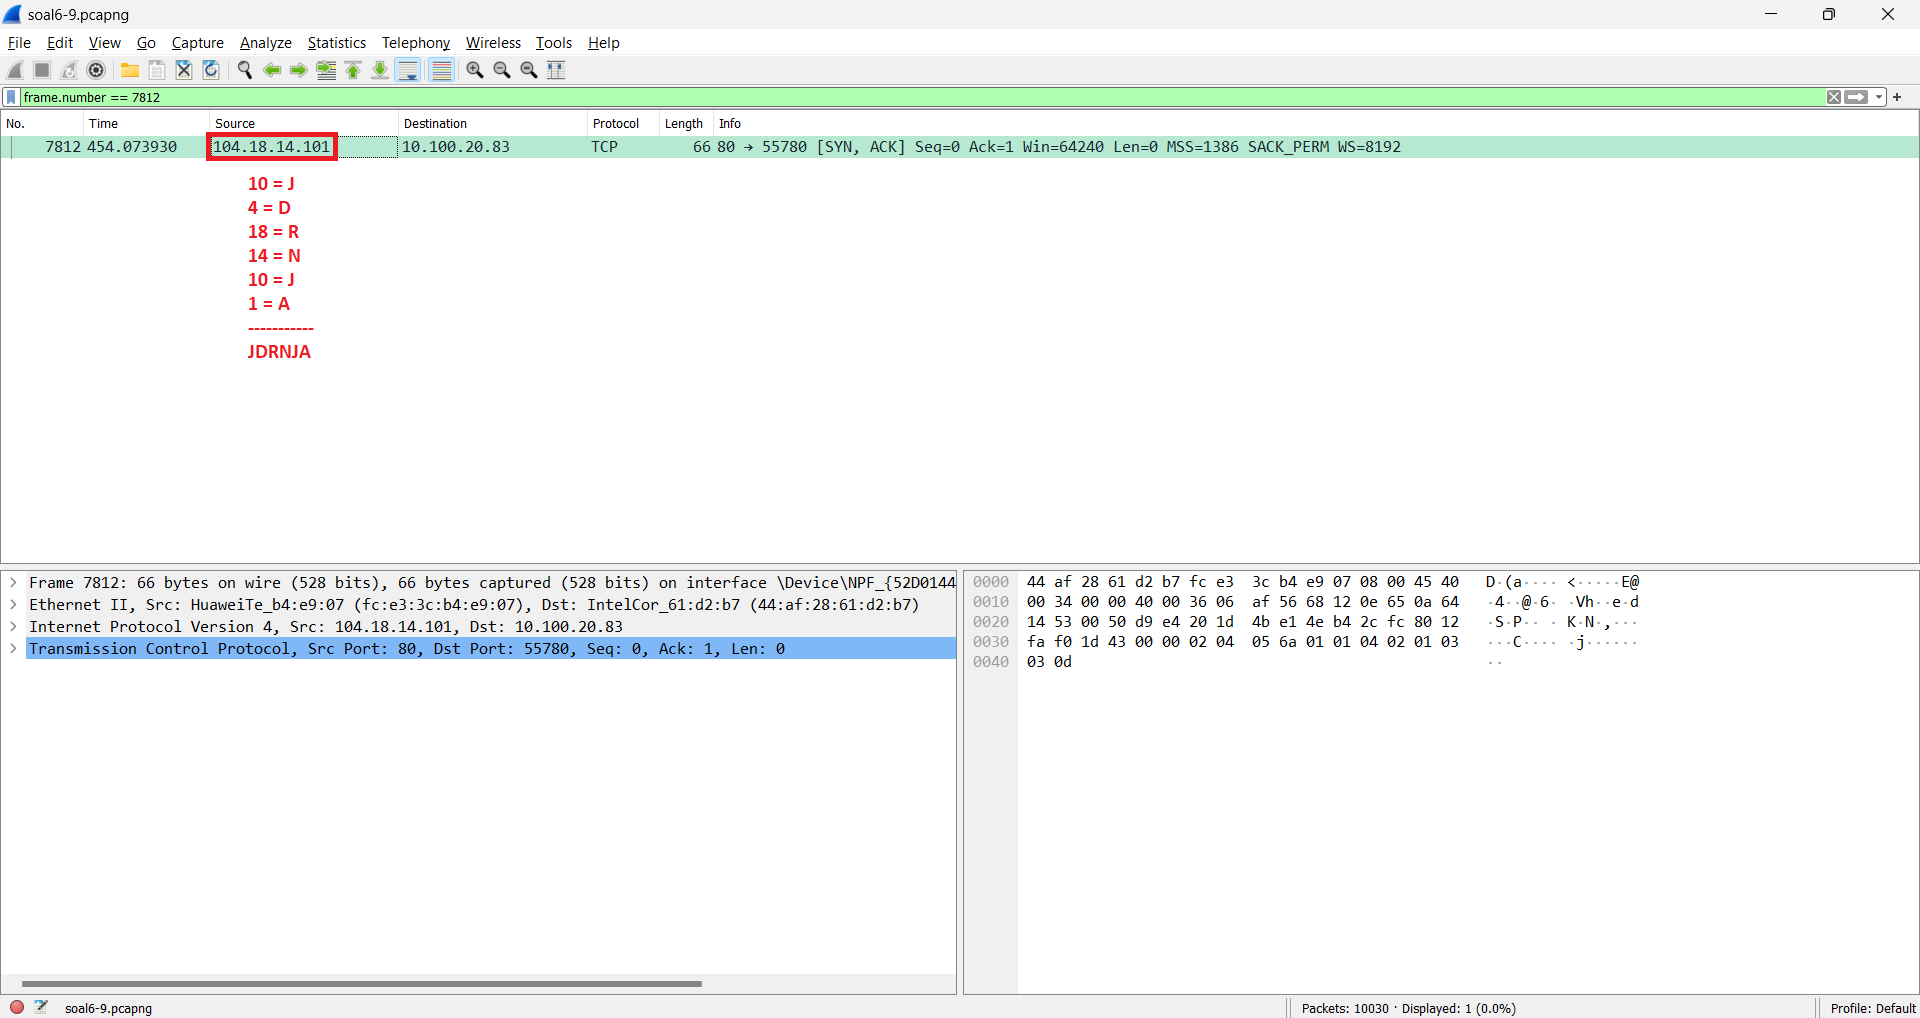 soal6-9.pcapng
File Edit View Go Capture Analyze Statistics Telephony Wireless Tools Help
frame.number == 7812
No. Time Source Destination Protocol Length Info
7812 454.073930 104.18.14.101 10.100.20.83 TCP 66 80 → 55780 [SYN, ACK] Seq=0 Ack=1 Win=64240 Len=0 MSS=1386 SACK_PERM WS=8192
10 = J
4 = D
18 = R
14 = N
10 = J
1 = A
-----------
JDRNJA
Frame 7812: 66 bytes on wire (528 bits), 66 bytes captured (528 bits) on interface \Device\NPF_{52D0144
Ethernet II, Src: HuaweiTe_b4:e9:07 (fc:e3:3c:b4:e9:07), Dst: IntelCor_61:d2:b7 (44:af:28:61:d2:b7)
Internet Protocol Version 4, Src: 104.18.14.101, Dst: 10.100.20.83
Transmission Control Protocol, Src Port: 80, Dst Port: 55780, Seq: 0, Ack: 1, Len: 0
0000 44 af 28 61 d2 b7 fc e3 3c b4 e9 07 08 00 45 40 D·(a···· <·····E@
0010 00 34 00 00 40 00 36 06 af 56 68 12 0e 65 0a 64 ·4··@·6· ·Vh··e·d
0020 14 53 00 50 d9 e4 20 1d 4b e1 4e b4 2c fc 80 12 ·S·P·· · K·N·,···
0030 fa f0 1d 43 00 00 02 04 05 6a 01 01 04 02 01 03 ···C···· ·j······
0040 03 0d ··
soal6-9.pcapng
Packets: 10030 · Displayed: 1 (0.0%)
Profile: Default